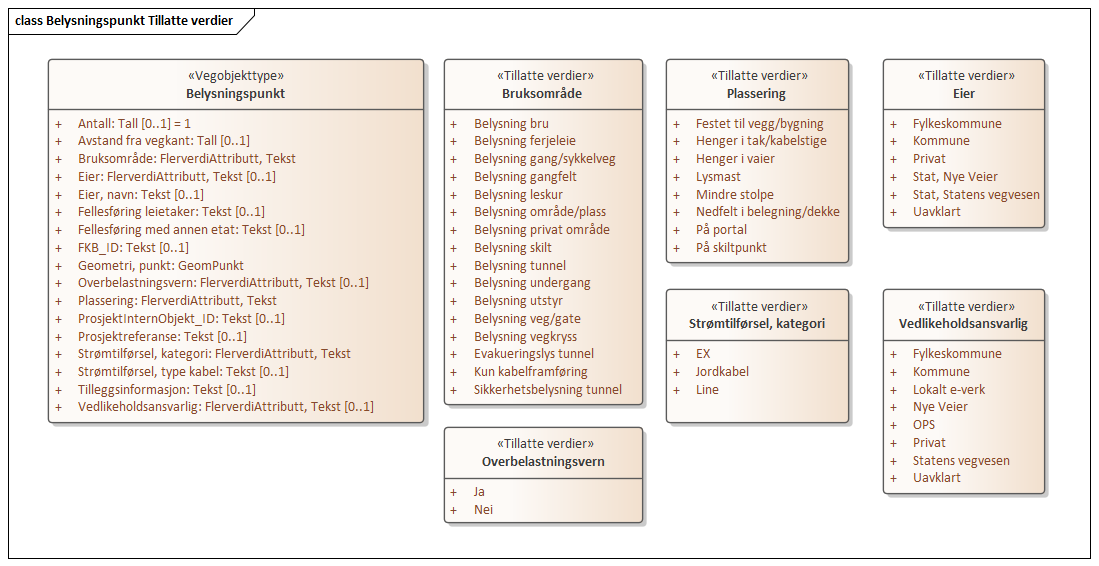 class Belysningspunkt Tillatte verdier
«Vegobjekttype»
Belysningspunkt
+ Antall: Tall [0..1] = 1
+ Avstand fra vegkant: Tall [0..1]
+ Bruksområde: FlerverdiAttributt, Tekst
+ Eier: FlerverdiAttributt, Tekst [0..1]
+ Eier, navn: Tekst [0..1]
+ Fellesføring leietaker: Tekst [0..1]
+ Fellesføring med annen etat: Tekst [0..1]
+ FKB_ID: Tekst [0..1]
+ Geometri, punkt: GeomPunkt
+ Overbelastningsvern: FlerverdiAttributt, Tekst [0..1]
+ Plassering: FlerverdiAttributt, Tekst
+ ProsjektInternObjekt_ID: Tekst [0..1]
+ Prosjektreferanse: Tekst [0..1]
+ Strømtilførsel, kategori: FlerverdiAttributt, Tekst
+ Strømtilførsel, type kabel: Tekst [0..1]
+ Tilleggsinformasjon: Tekst [0..1]
+ Vedlikeholdsansvarlig: FlerverdiAttributt, Tekst [0..1]
«Tillatte verdier»
Bruksområde
+ Belysning bru
+ Belysning ferjeleie
+ Belysning gang/sykkelveg
+ Belysning gangfelt
+ Belysning leskur
+ Belysning område/plass
+ Belysning privat område
+ Belysning skilt
+ Belysning tunnel
+ Belysning undergang
+ Belysning utstyr
+ Belysning veg/gate
+ Belysning vegkryss
+ Evakueringslys tunnel
+ Kun kabelframføring
+ Sikkerhetsbelysning tunnel
«Tillatte verdier»
Overbelastningsvern
+ Ja
+ Nei
«Tillatte verdier»
Plassering
+ Festet til vegg/bygning
+ Henger i tak/kabelstige
+ Henger i vaier
+ Lysmast
+ Mindre stolpe
+ Nedfelt i belegning/dekke
+ På portal
+ På skiltpunkt
«Tillatte verdier»
Strømtilførsel, kategori
+ EX
+ Jordkabel
+ Line
«Tillatte verdier»
Eier
+ Fylkeskommune
+ Kommune
+ Privat
+ Stat, Nye Veier
+ Stat, Statens vegvesen
+ Uavklart
«Tillatte verdier»
Vedlikeholdsansvarlig
+ Fylkeskommune
+ Kommune
+ Lokalt e-verk
+ Nye Veier
+ OPS
+ Privat
+ Statens vegvesen
+ Uavklart